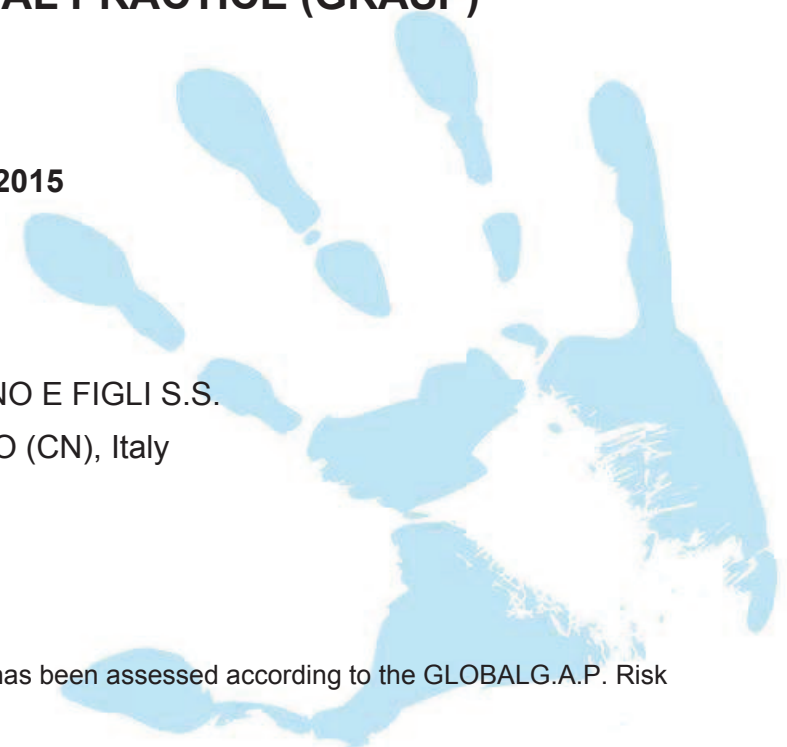 AL PRACTICE (GRASP)
2015
NO E FIGLI S.S.
O (CN), Italy
has been assessed according to the GLOBALG.A.P. Risk